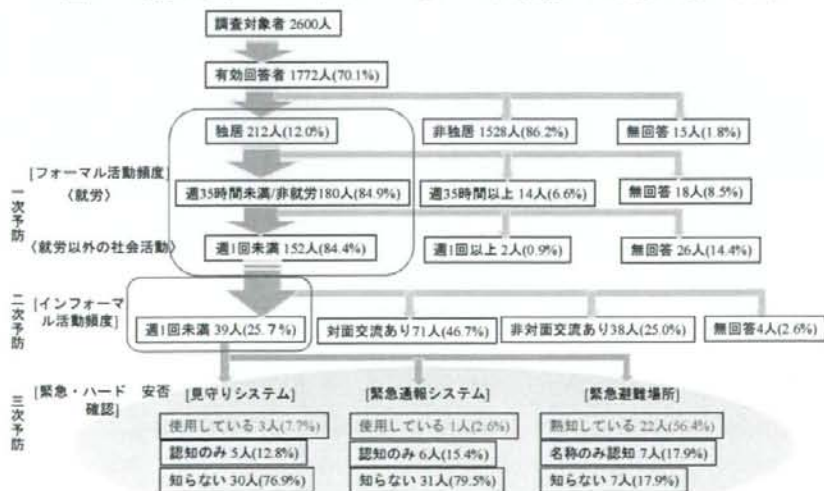 調査対象者 2600人
有効回答者 1772人(70.1%)
独居 212人(12.0%) 非独居 1528人(86.2%) 無回答 15人(1.8%)
[フォーマル活動頻度]
〈就労〉
週35時間未満/非就労180人(84.9%) 週35時間以上 14人(6.6%) 無回答 18人(8.5%)
一次予防
〈就労以外の社会活動〉 週1回未満 152人(84.4%) 週1回以上 2人(0.9%) 無回答 26人(14.4%)
二次予防
[インフォーマ
ル活動頻度]
週1回未満 39人(25.7%) 対面交流あり71人(46.7%) 非対面交流あり38人(25.0%) 無回答4人(2.6%)
三次予防
[緊急・ハード 安否
確認]
[見守りシステム] [緊急通報システム] [緊急避難場所]
使用している 3人(7.7%) 使用している 1人(2.6%) 熟知している 22人(56.4%)
認知のみ 5人(12.8%) 認知のみ 6人(15.4%) 名称のみ認知 7人(17.9%)
知らない 30人(76.9%) 知らない 31人(79.5%) 知らない 7人(17.9%)